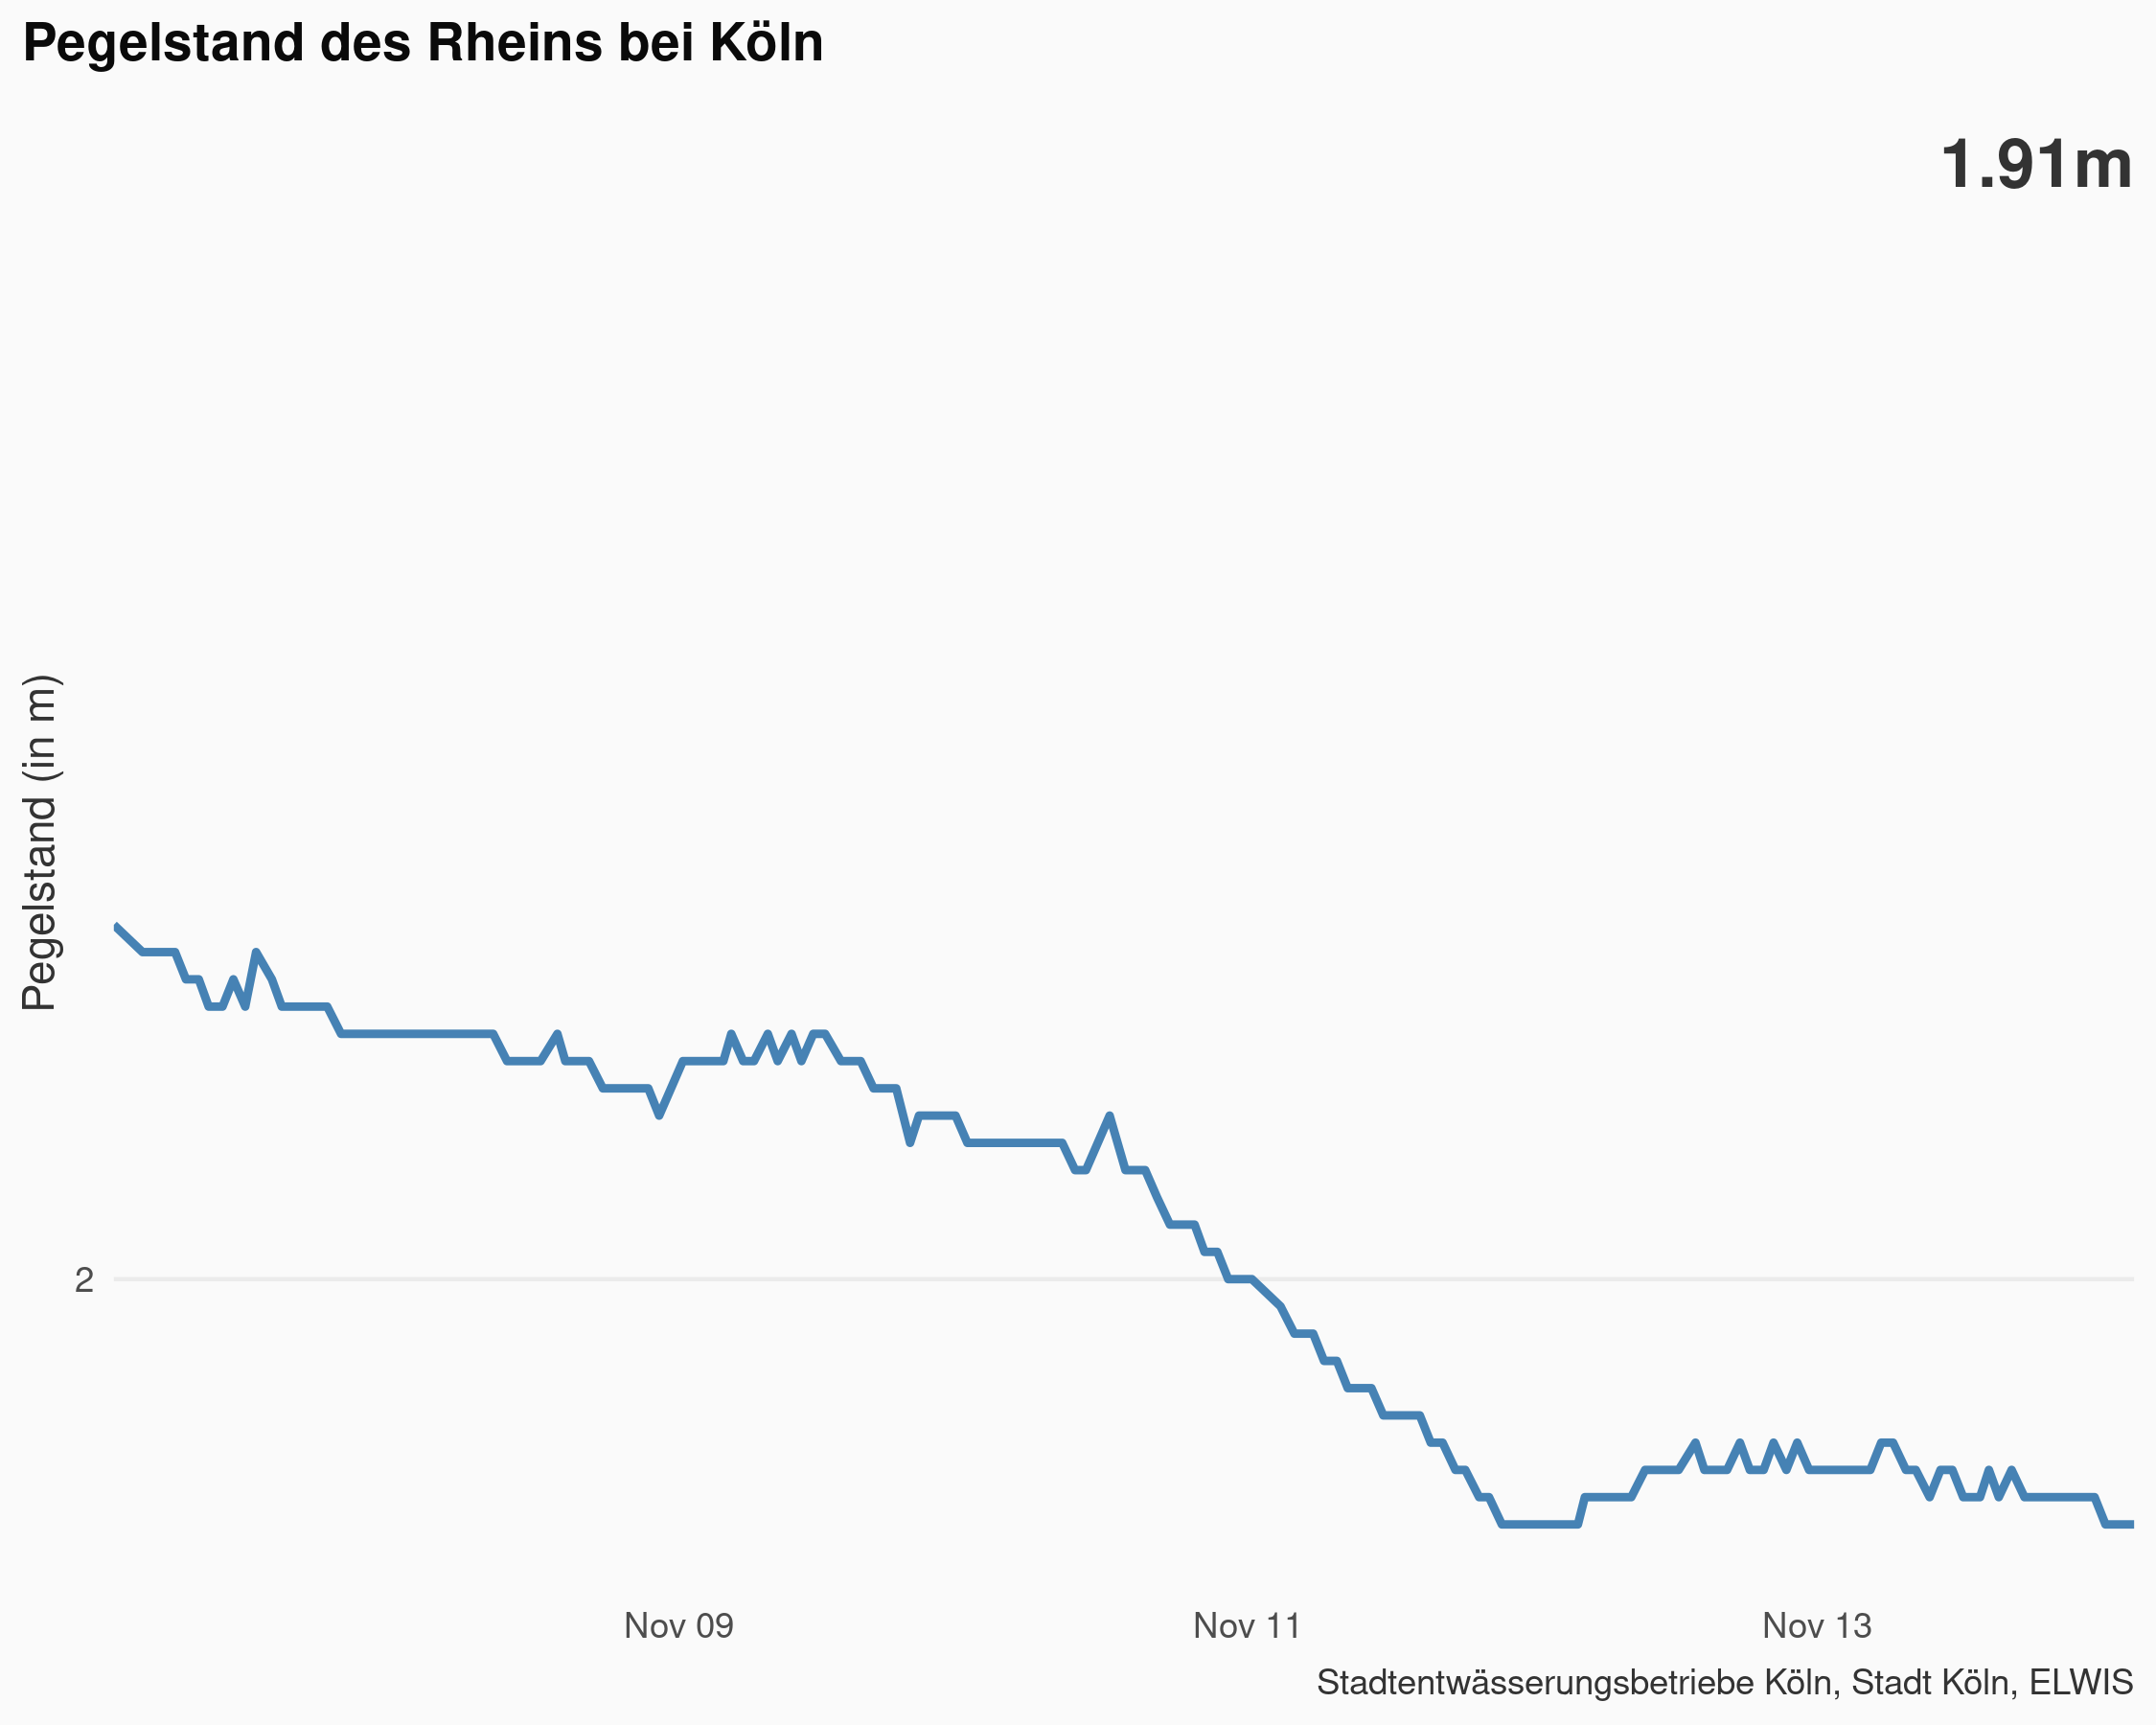 Pegelstand des Rheins bei Köln
1.91m
Pegelstand (in m)
2
Nov 09
Nov 11
Nov 13
Stadtentwässerungsbetriebe Köln, Stadt Köln, ELWIS